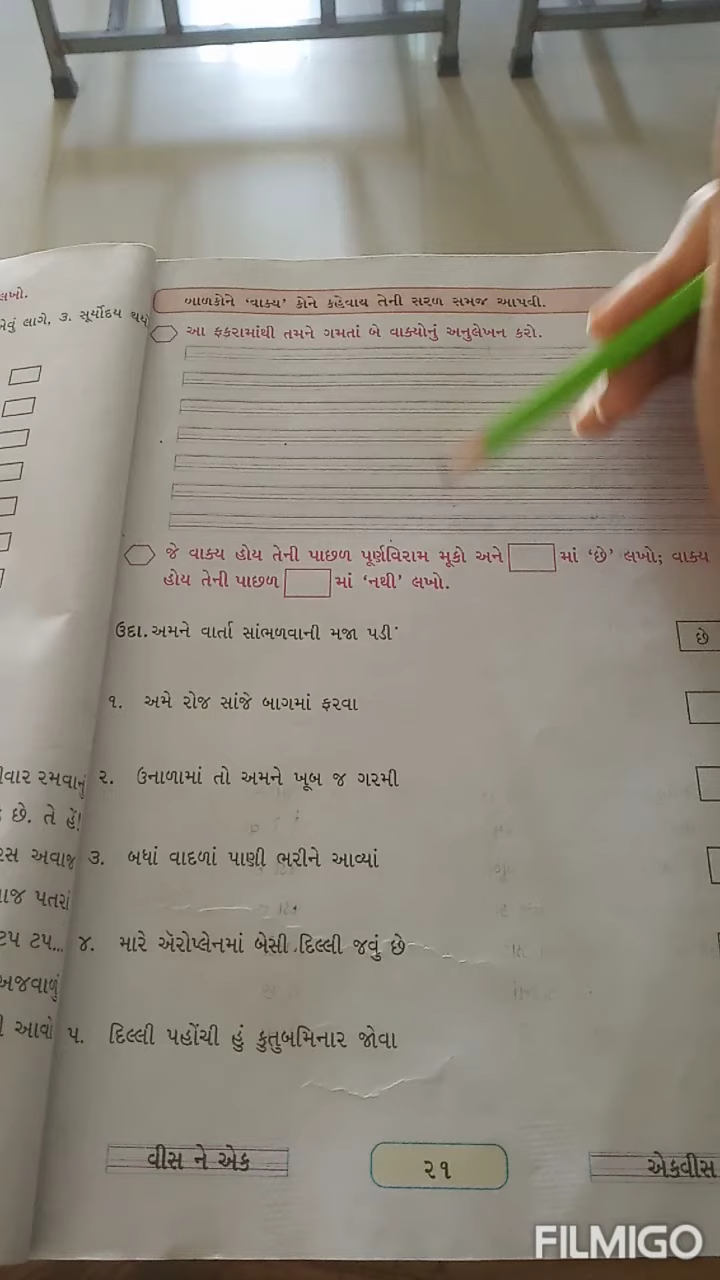 લખો.
લાગે, ૩. સૂર્યોદય
બાળકોને ‘વાક્ય’ કોને કહેવાય તેની સરળ સમજ આપવી.
આ ફકરામાંથી તમને ગમતાં બે વાક્યોનું અનુલેખન કરો.
જે વાક્ય હોય તેની પાછળ પૂર્ણવિરામ મૂકો અને માં ‘છે’ લખો; વાક્ય
હોય તેની પાછળ માં ‘નથી’ લખો.
ઉદા. અમને વાર્તા સાંભળવાની મજા પડી. છે
૧. અમે રોજ સાંજે બાગમાં ફરવા
રમવાનું
૨. ઉનાળામાં તો અમને ખૂબ જ ગરમી
છે. તે હેં!
અવાજ
૩. બધાં વાદળાં પાણી ભરીને આવ્યાં
પતરાં
ટપ ટપ...
૪. મારે ઍરોપ્લેનમાં બેસી દિલ્લી જવું છે
અજવાળું
આવો
૫. દિલ્લી પહોંચી હું કુતુબમિનાર જોવા
વીસ ને એક ૨૧ એકવીસ
FILMIGO